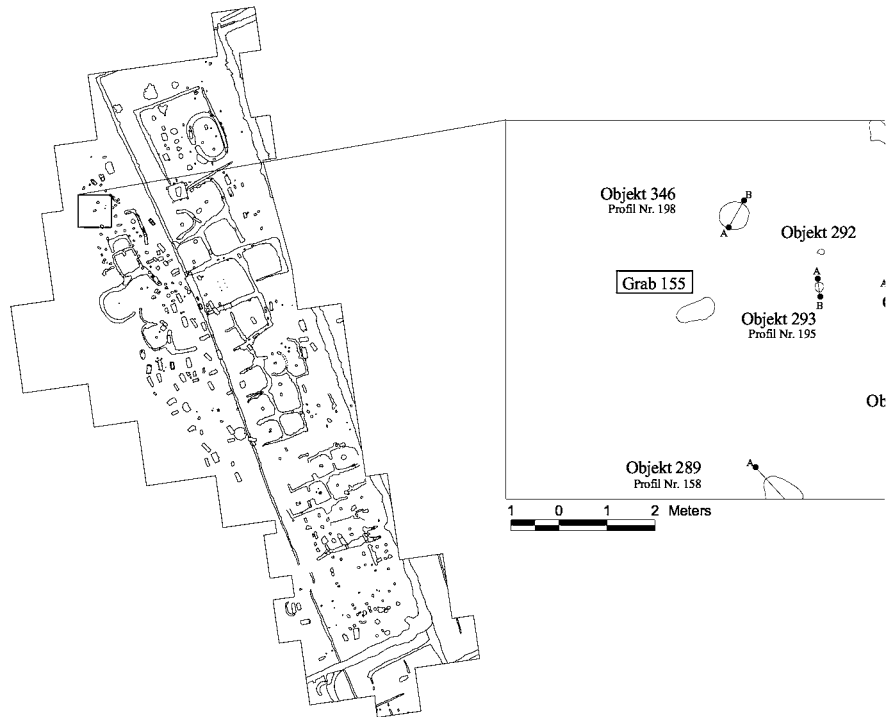 Objekt 346
Profil Nr. 198
B
A
Objekt 292
Grab 155
A
B
Objekt 293
Profil Nr. 195
Objekt 289
Profil Nr. 158
A
1 0 1 2 Meters